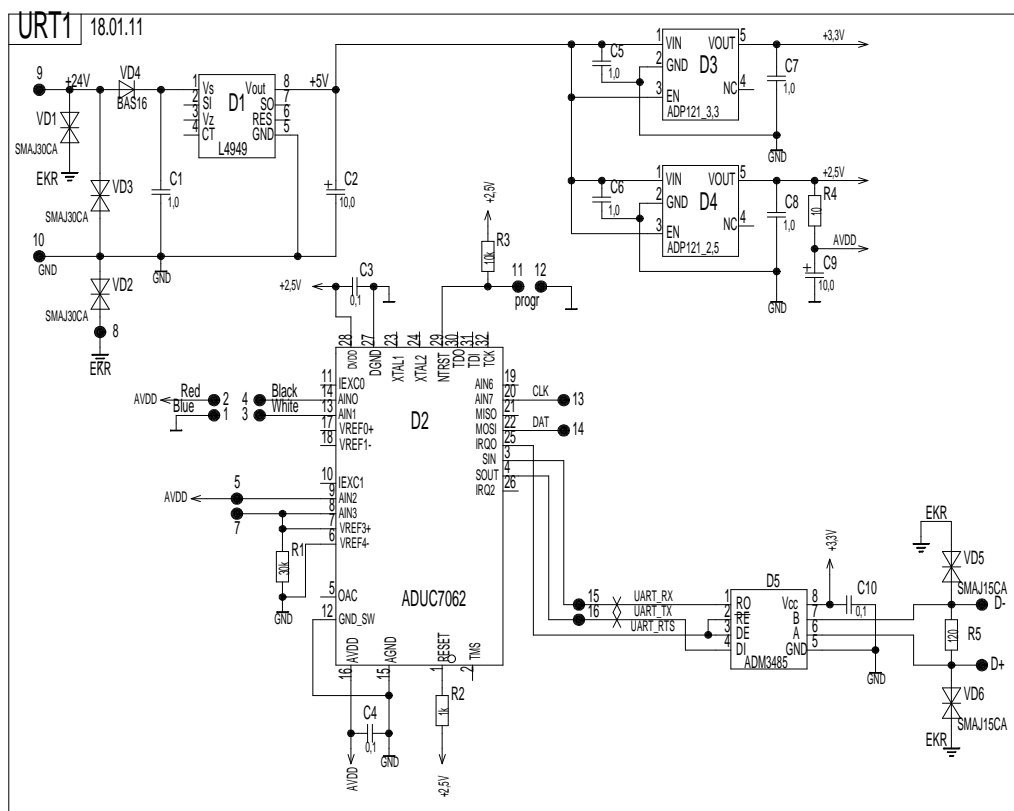 URT1 18.01.11
9 +24V VD4 BAS16
VD1 SMAJ30CA
EKR
VD3 SMAJ30CA
10 GND
VD2 SMAJ30CA
8
EKR
C1 1,0
GND
1 Vs Vout 8 +5V
2 SI SO 7
3 Vz RES 6
4 CT GND 5
D1
L4949
C2 + 10,0
C5 1,0
1 VIN VOUT 5 +3,3V
2 GND
3 EN NC 4
D3
ADP121_3,3
C7 1,0
GND
C6 1,0
1 VIN VOUT 5 +2,5V
2 GND
3 EN NC 4
D4
ADP121_2,5
C8 1,0
GND
R4 10
AVDD
C9 + 10,0
+2,5V
R3 10k
11 12
progr
+2,5V
C3 0,1
28 27 23 24 29 30 31 32
DVDD DGND XTAL1 XTAL2 NTRST TDO TDI TCK
11 IEXC0
14 AIN0
13 AIN1
17 VREF0+
18 VREF1-
10 IEXC1
9 AIN2
8 AIN3
7 VREF3+
6 VREF4-
5 OAC
12 GND_SW
D2
ADUC7062
AIN6 19
AIN7 20 CLK 13
MISO 21
MOSI 22 DAT 14
IRQO 25
SIN 3
SOUT 4
IRQ2 26
AVDD Red 2 4 Black
Blue 1 3 White
AVDD 5
7
R1 30k
GND
AVDD AGND RESET TMS
16 15 1 2
C4 0,1
AVDD GND
R2 1k
+2,5V
15 UART_RX
16 UART_TX
UART_RTS
D5
1 RO Vcc 8
2 RE B 7
3 DE A 6
4 DI GND 5
ADM3485
+3,3V
C10 0,1
GND
EKR
VD5 SMAJ15CA
D-
R5 120
D+
VD6 SMAJ15CA
EKR